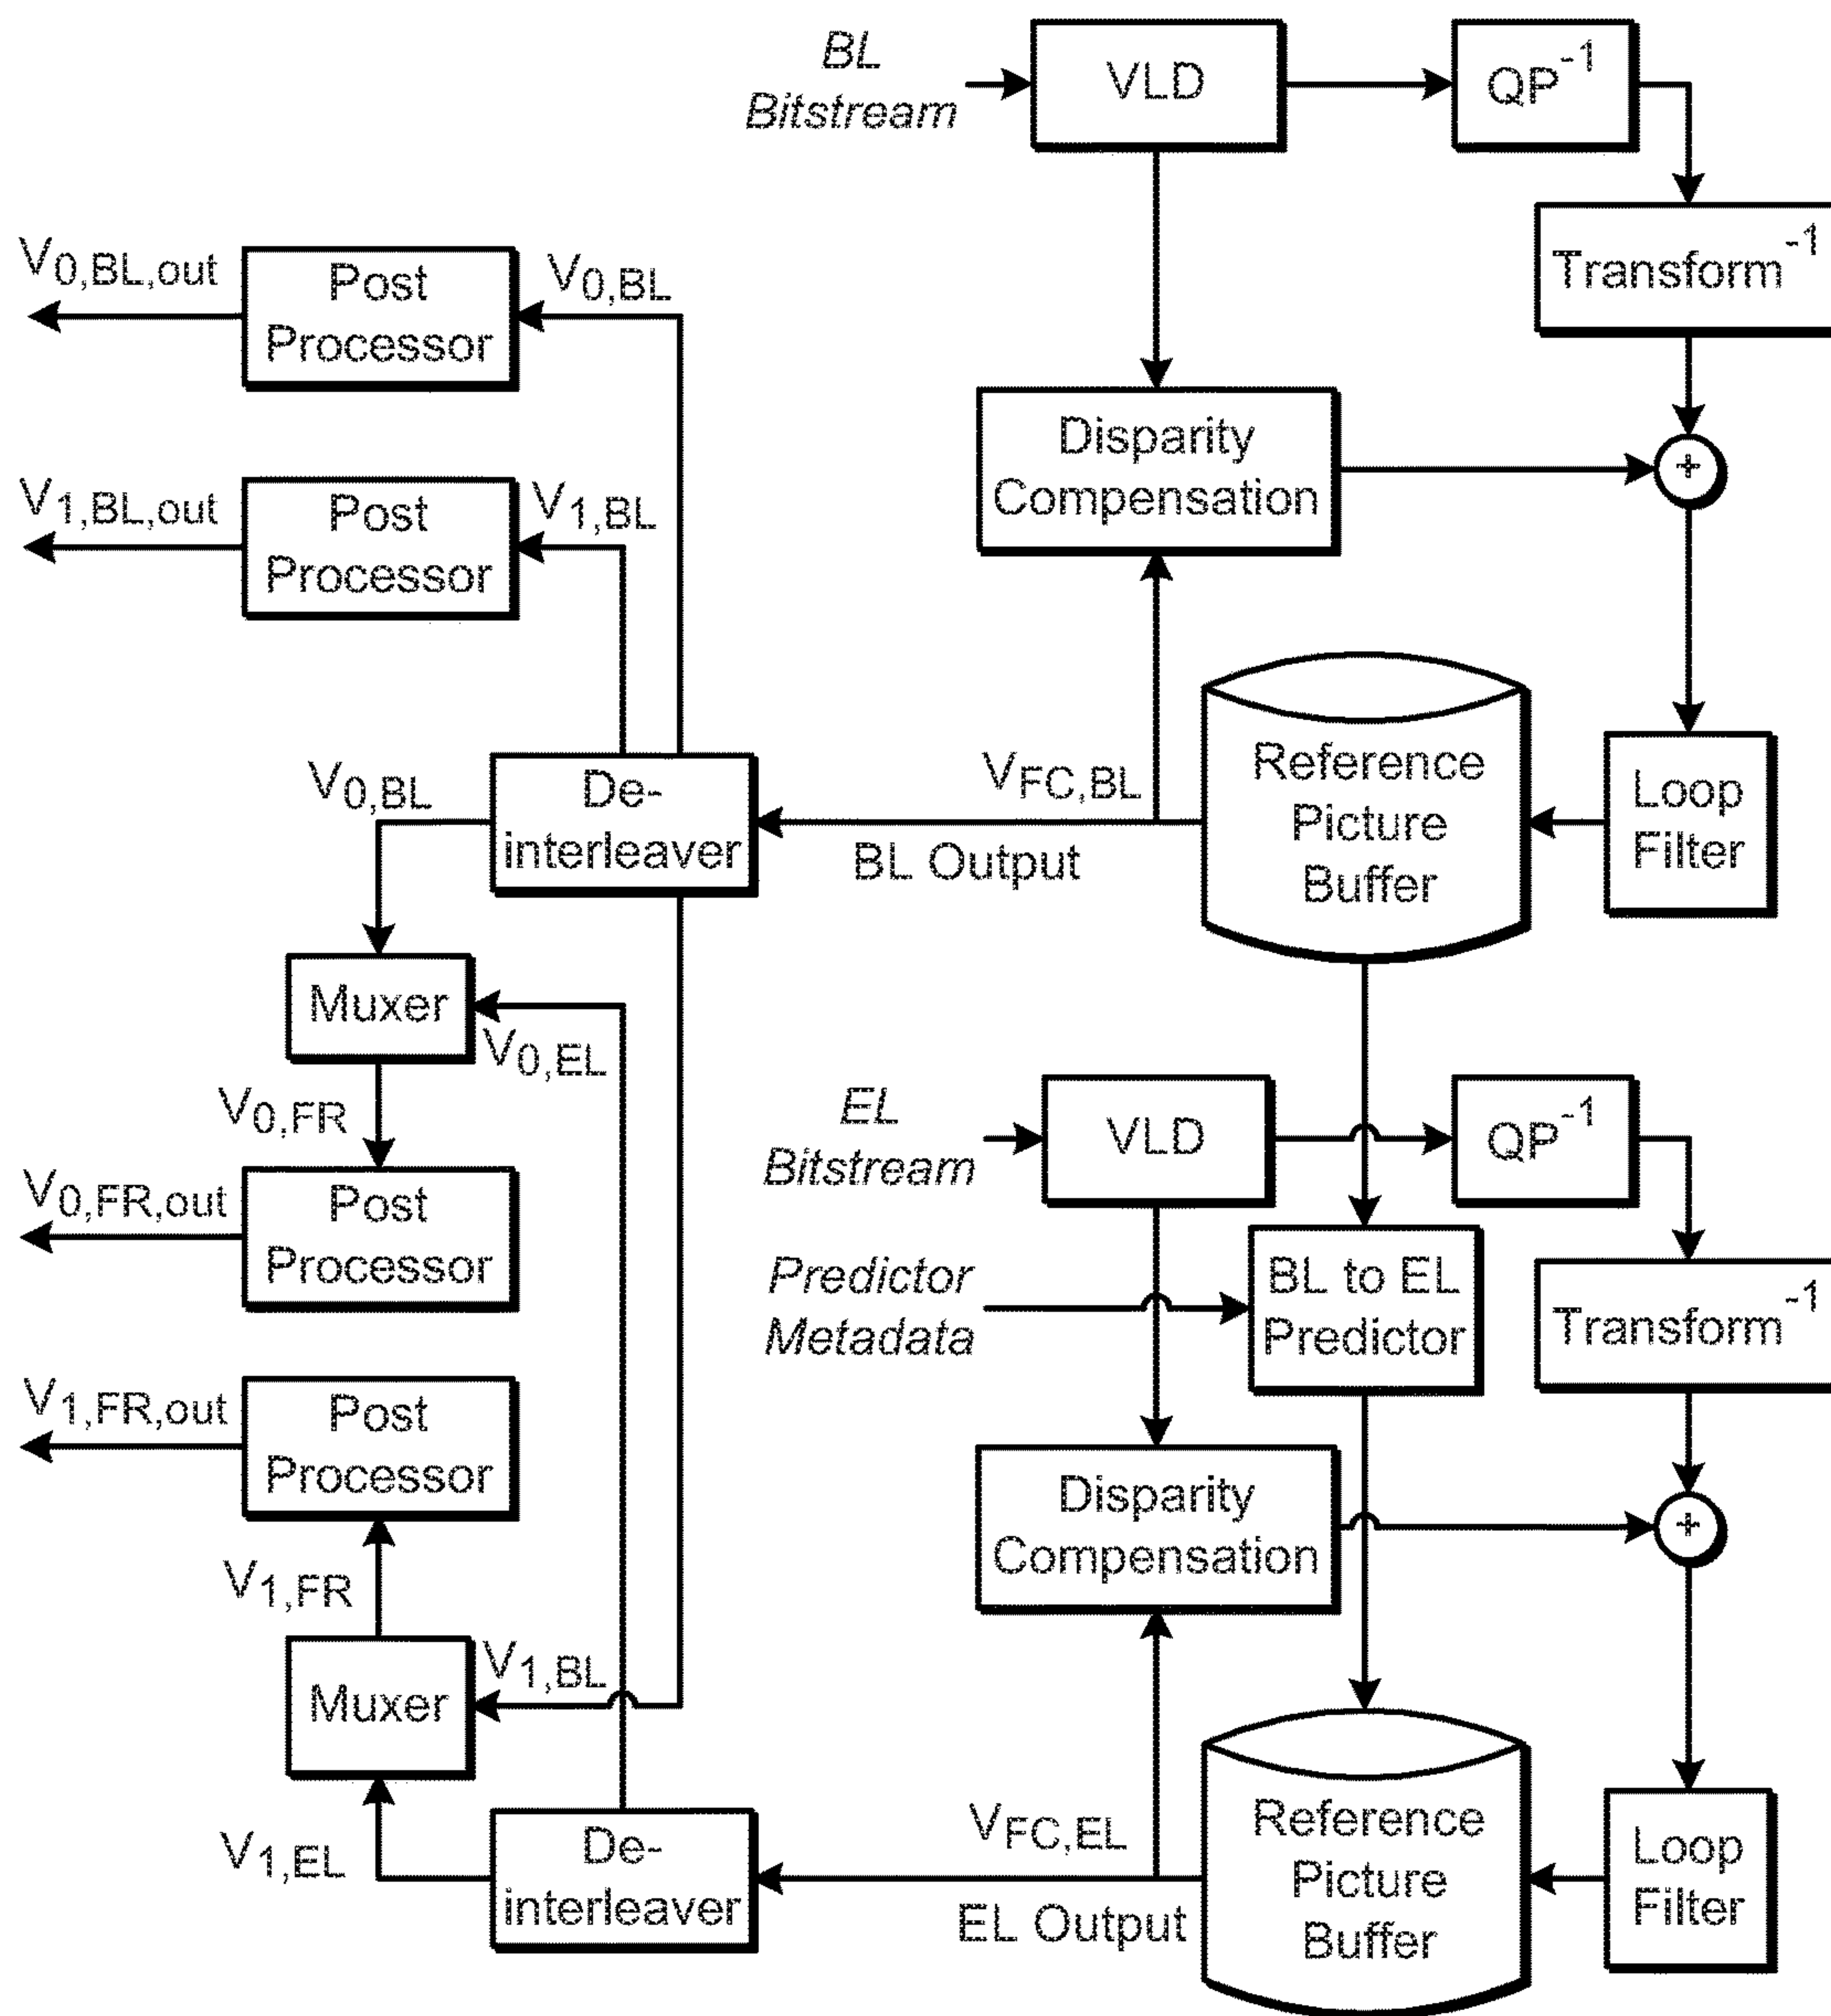 BL
Bitstream
VLD
QP⁻¹
Transform⁻¹
V₀,BL,out
Post
Processor
V₀,BL
V₁,BL,out
Post
Processor
V₁,BL
Disparity
Compensation
+
V₀,BL
De-
interleaver
V_FC,BL
BL Output
Reference
Picture
Buffer
Loop
Filter
Muxer
V₀,EL
V₀,FR
EL
Bitstream
VLD
QP⁻¹
V₀,FR,out
Post
Processor
Predictor
Metadata
BL to EL
Predictor
Transform⁻¹
V₁,FR,out
Post
Processor
Disparity
Compensation
+
V₁,FR
Muxer
V₁,BL
V₁,EL
De-
interleaver
V_FC,EL
EL Output
Reference
Picture
Buffer
Loop
Filter